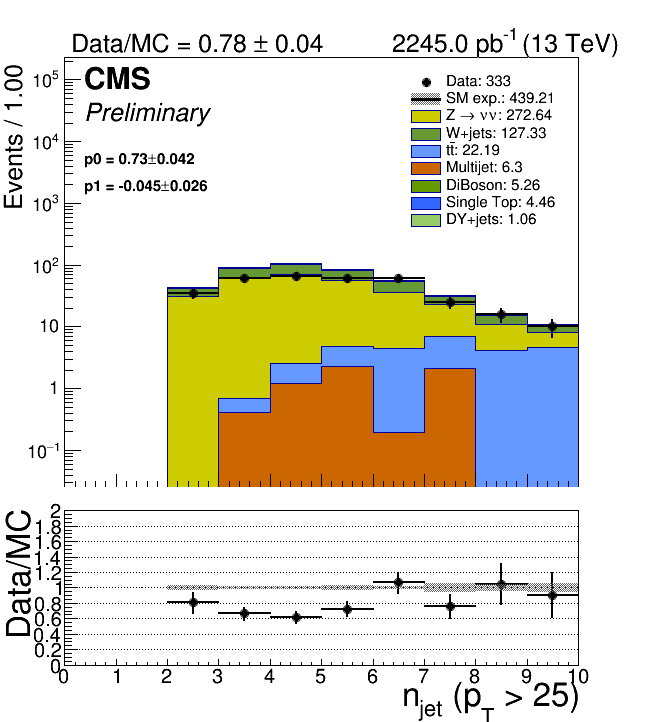 Data/MC = 0.78 ± 0.04
2245.0 pb⁻¹ (13 TeV)
Events / 1.00
10⁵
10⁴
10³
10²
10
1
10⁻¹
CMS
Preliminary
p0 = 0.73±0.042
p1 = -0.045±0.026
Data: 333
SM exp.: 439.21
Z → νν: 272.64
W+jets: 127.33
tt̄: 22.19
Multijet: 6.3
DiBoson: 5.26
Single Top: 4.46
DY+jets: 1.06
Data/MC
2
1.8
1.6
1.4
1.2
1
0.8
0.6
0.4
0.2
0
0 1 2 3 4 5 6 7 8 9 10
n_jet (p_T > 25)